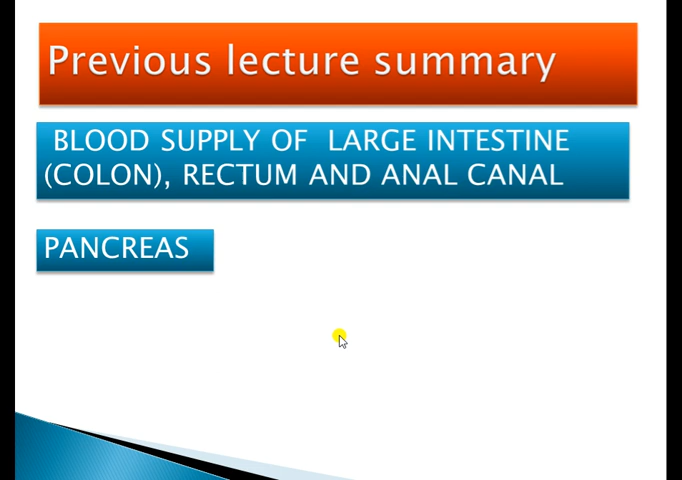 Previous lecture summary
BLOOD SUPPLY OF LARGE INTESTINE
(COLON), RECTUM AND ANAL CANAL
PANCREAS